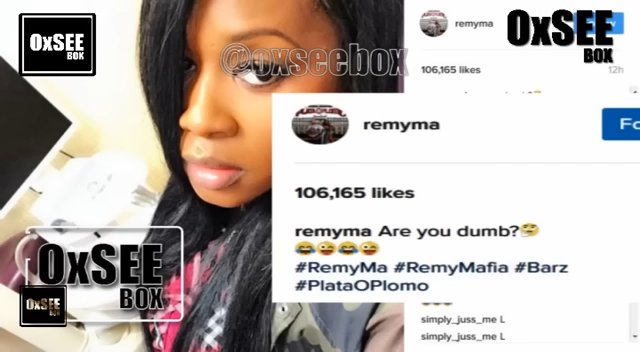 OxSEE
BOX
@oxseebox
remyma
OxSEE
BOX
106,165 likes
12h
remyma
Fo
106,165 likes
remyma Are you dumb?🙄
😂😜😂😜
#RemyMa #RemyMafia #Barz
#PlataOPlomo
simply_juss_me L
simply_juss_me L
OxSEE
BOX
OxSEE
BOX